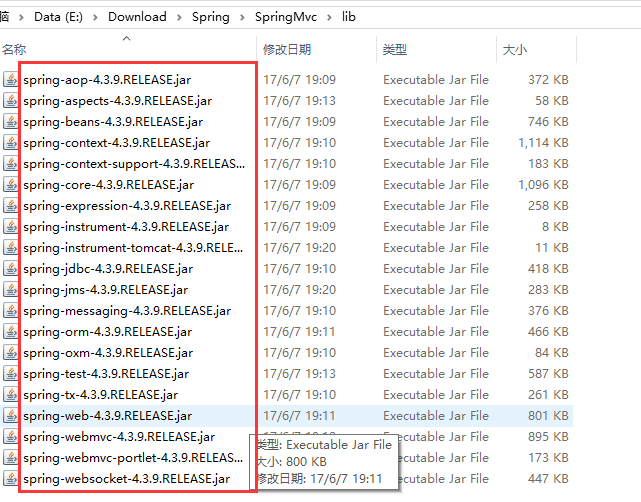 脑 > Data (E:) > Download > Spring > SpringMvc > lib
名称 修改日期 类型 大小
spring-aop-4.3.9.RELEASE.jar 17/6/7 19:09 Executable Jar File 372 KB
spring-aspects-4.3.9.RELEASE.jar 17/6/7 19:13 Executable Jar File 58 KB
spring-beans-4.3.9.RELEASE.jar 17/6/7 19:09 Executable Jar File 746 KB
spring-context-4.3.9.RELEASE.jar 17/6/7 19:10 Executable Jar File 1,114 KB
spring-context-support-4.3.9.RELEAS... 17/6/7 19:10 Executable Jar File 183 KB
spring-core-4.3.9.RELEASE.jar 17/6/7 19:09 Executable Jar File 1,096 KB
spring-expression-4.3.9.RELEASE.jar 17/6/7 19:09 Executable Jar File 258 KB
spring-instrument-4.3.9.RELEASE.jar 17/6/7 19:09 Executable Jar File 8 KB
spring-instrument-tomcat-4.3.9.RELE... 17/6/7 19:20 Executable Jar File 11 KB
spring-jdbc-4.3.9.RELEASE.jar 17/6/7 19:10 Executable Jar File 418 KB
spring-jms-4.3.9.RELEASE.jar 17/6/7 19:20 Executable Jar File 283 KB
spring-messaging-4.3.9.RELEASE.jar 17/6/7 19:10 Executable Jar File 376 KB
spring-orm-4.3.9.RELEASE.jar 17/6/7 19:11 Executable Jar File 466 KB
spring-oxm-4.3.9.RELEASE.jar 17/6/7 19:10 Executable Jar File 84 KB
spring-test-4.3.9.RELEASE.jar 17/6/7 19:13 Executable Jar File 587 KB
spring-tx-4.3.9.RELEASE.jar 17/6/7 19:10 Executable Jar File 261 KB
spring-web-4.3.9.RELEASE.jar 17/6/7 19:11 Executable Jar File 801 KB
spring-webmvc-4.3.9.RELEASE.jar 895 KB
类型: Executable Jar File
spring-webmvc-portlet-4.3.9.RELEAS... 173 KB
大小: 800 KB
spring-websocket-4.3.9.RELEASE.jar 447 KB
修改日期: 17/6/7 19:11